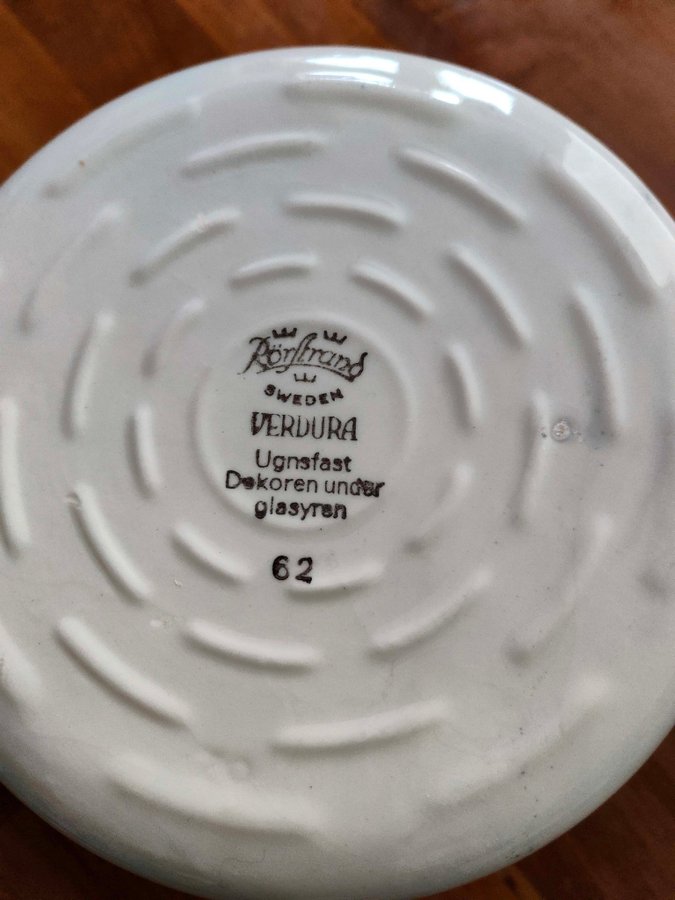 Rörstrand
SWEDEN
VERDURA
Ugnsfast
Dekoren under
glasyren
62